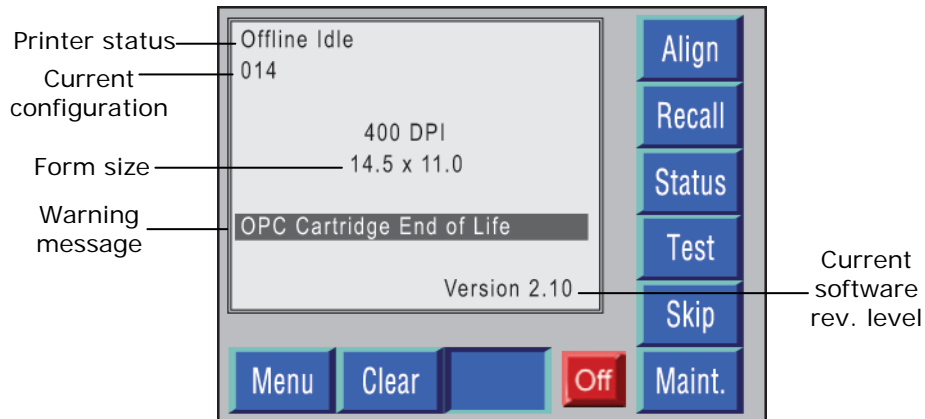 Printer status
Current
configuration
Form size
Warning
message
Offline Idle
014
400 DPI
14.5 x 11.0
OPC Cartridge End of Life
Version 2.10
Align
Recall
Status
Test
Skip
Maint.
Menu
Clear
Off
Current
software
rev. level